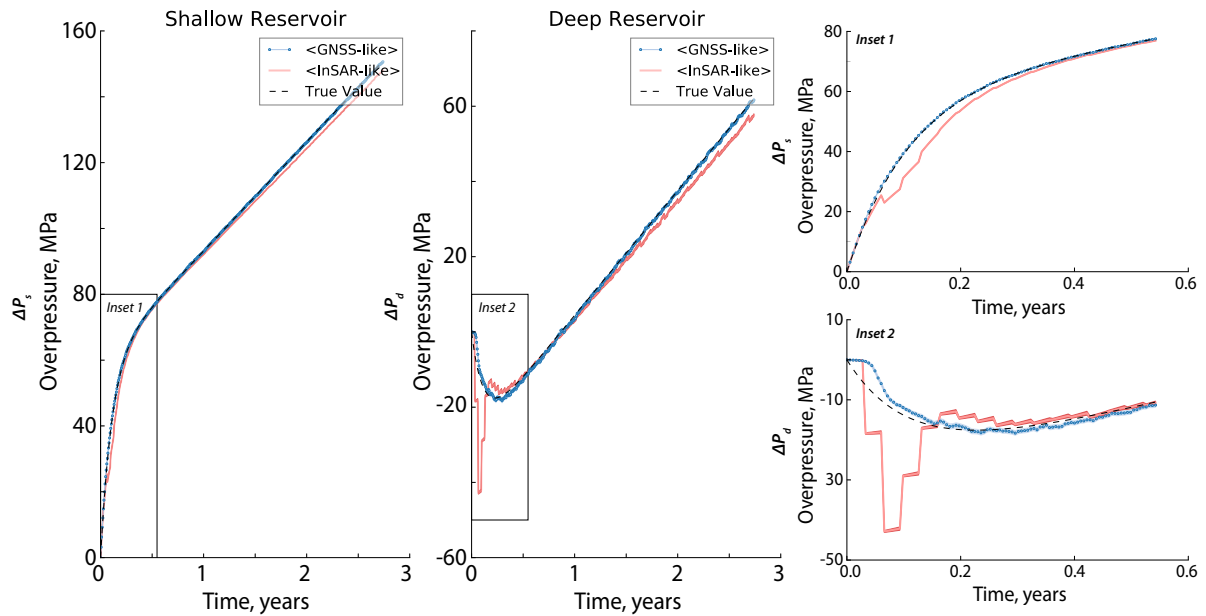 Shallow Reservoir
160
120
80
40
0
0
1
2
3
ΔPs
Overpressure, MPa
Time, years
<GNSS-like>
<InSAR-like>
True Value
Inset 1
Deep Reservoir
60
20
-20
-60
0
1
2
3
ΔPd
Overpressure, MPa
Time, years
<GNSS-like>
<InSAR-like>
True Value
Inset 2
Inset 1
80
60
40
20
0
0.0
0.2
0.4
0.6
ΔPs
Overpressure, MPa
Time, years
Inset 2
10
-10
30
-50
0.0
0.2
0.4
0.6
ΔPd
Overpressure, MPa
Time, years